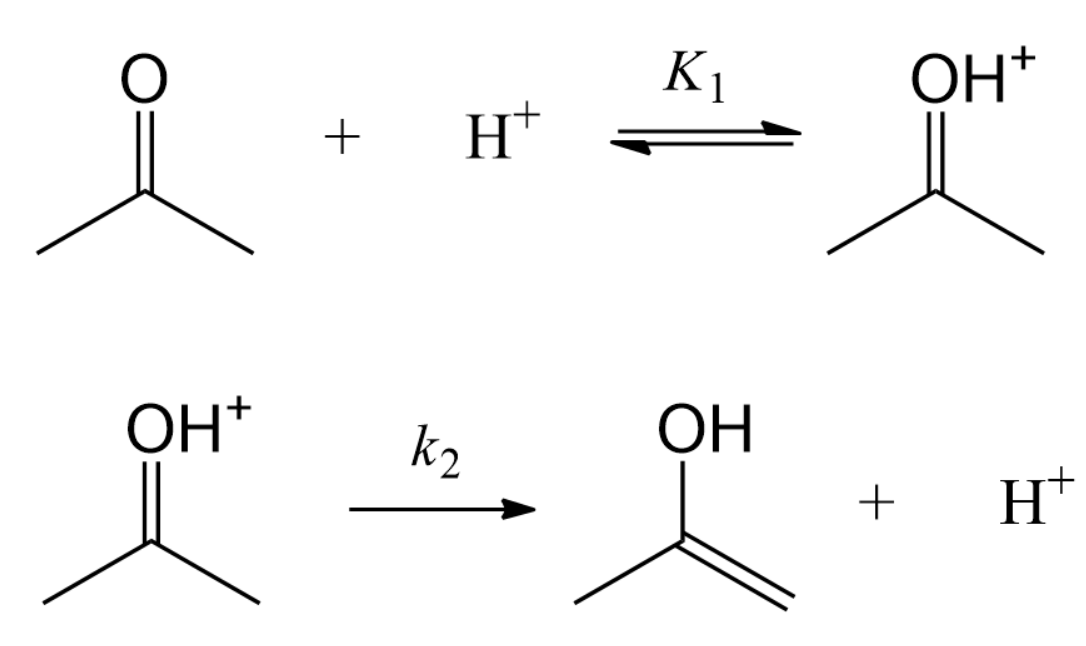 O + H⁺ K₁ OH⁺
OH⁺ k₂ OH + H⁺